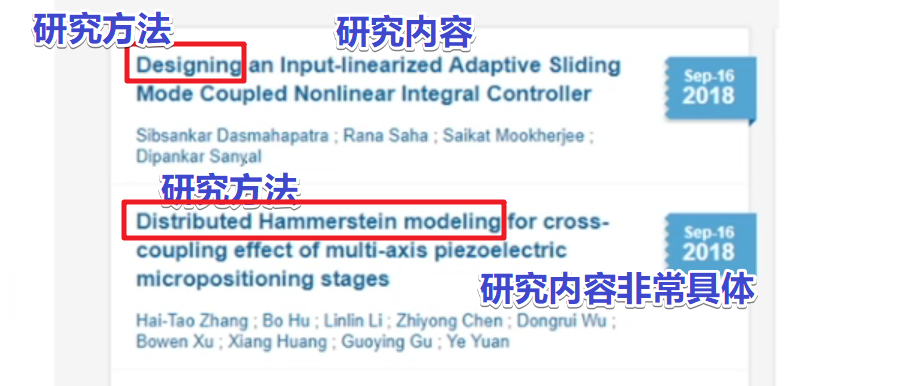 研究方法
研究内容
Designing an Input-linearized Adaptive Sliding
Mode Coupled Nonlinear Integral Controller
Sep-16
2018
Sibsankar Dasmahapatra ; Rana Saha ; Saikat Mookherjee ;
Dipankar Sanyal
研究方法
Distributed Hammerstein modeling for cross-
coupling effect of multi-axis piezoelectric
micropositioning stages
Sep-16
2018
研究内容非常具体
Hai-Tao Zhang ; Bo Hu ; Linlin Li ; Zhiyong Chen ; Dongrui Wu ;
Bowen Xu ; Xiang Huang ; Guoying Gu ; Ye Yuan